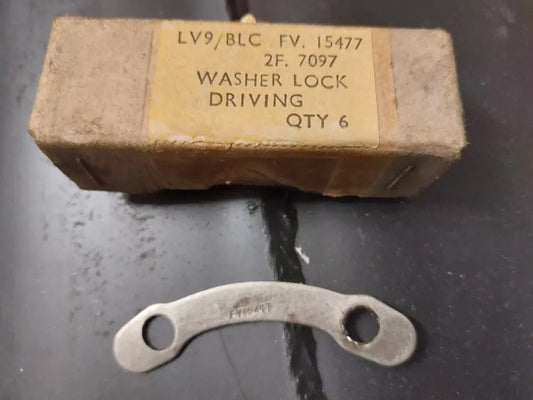 LV9/BLC FV. 15477
2F. 7097
WASHER LOCK
DRIVING
QTY 6
FV15477